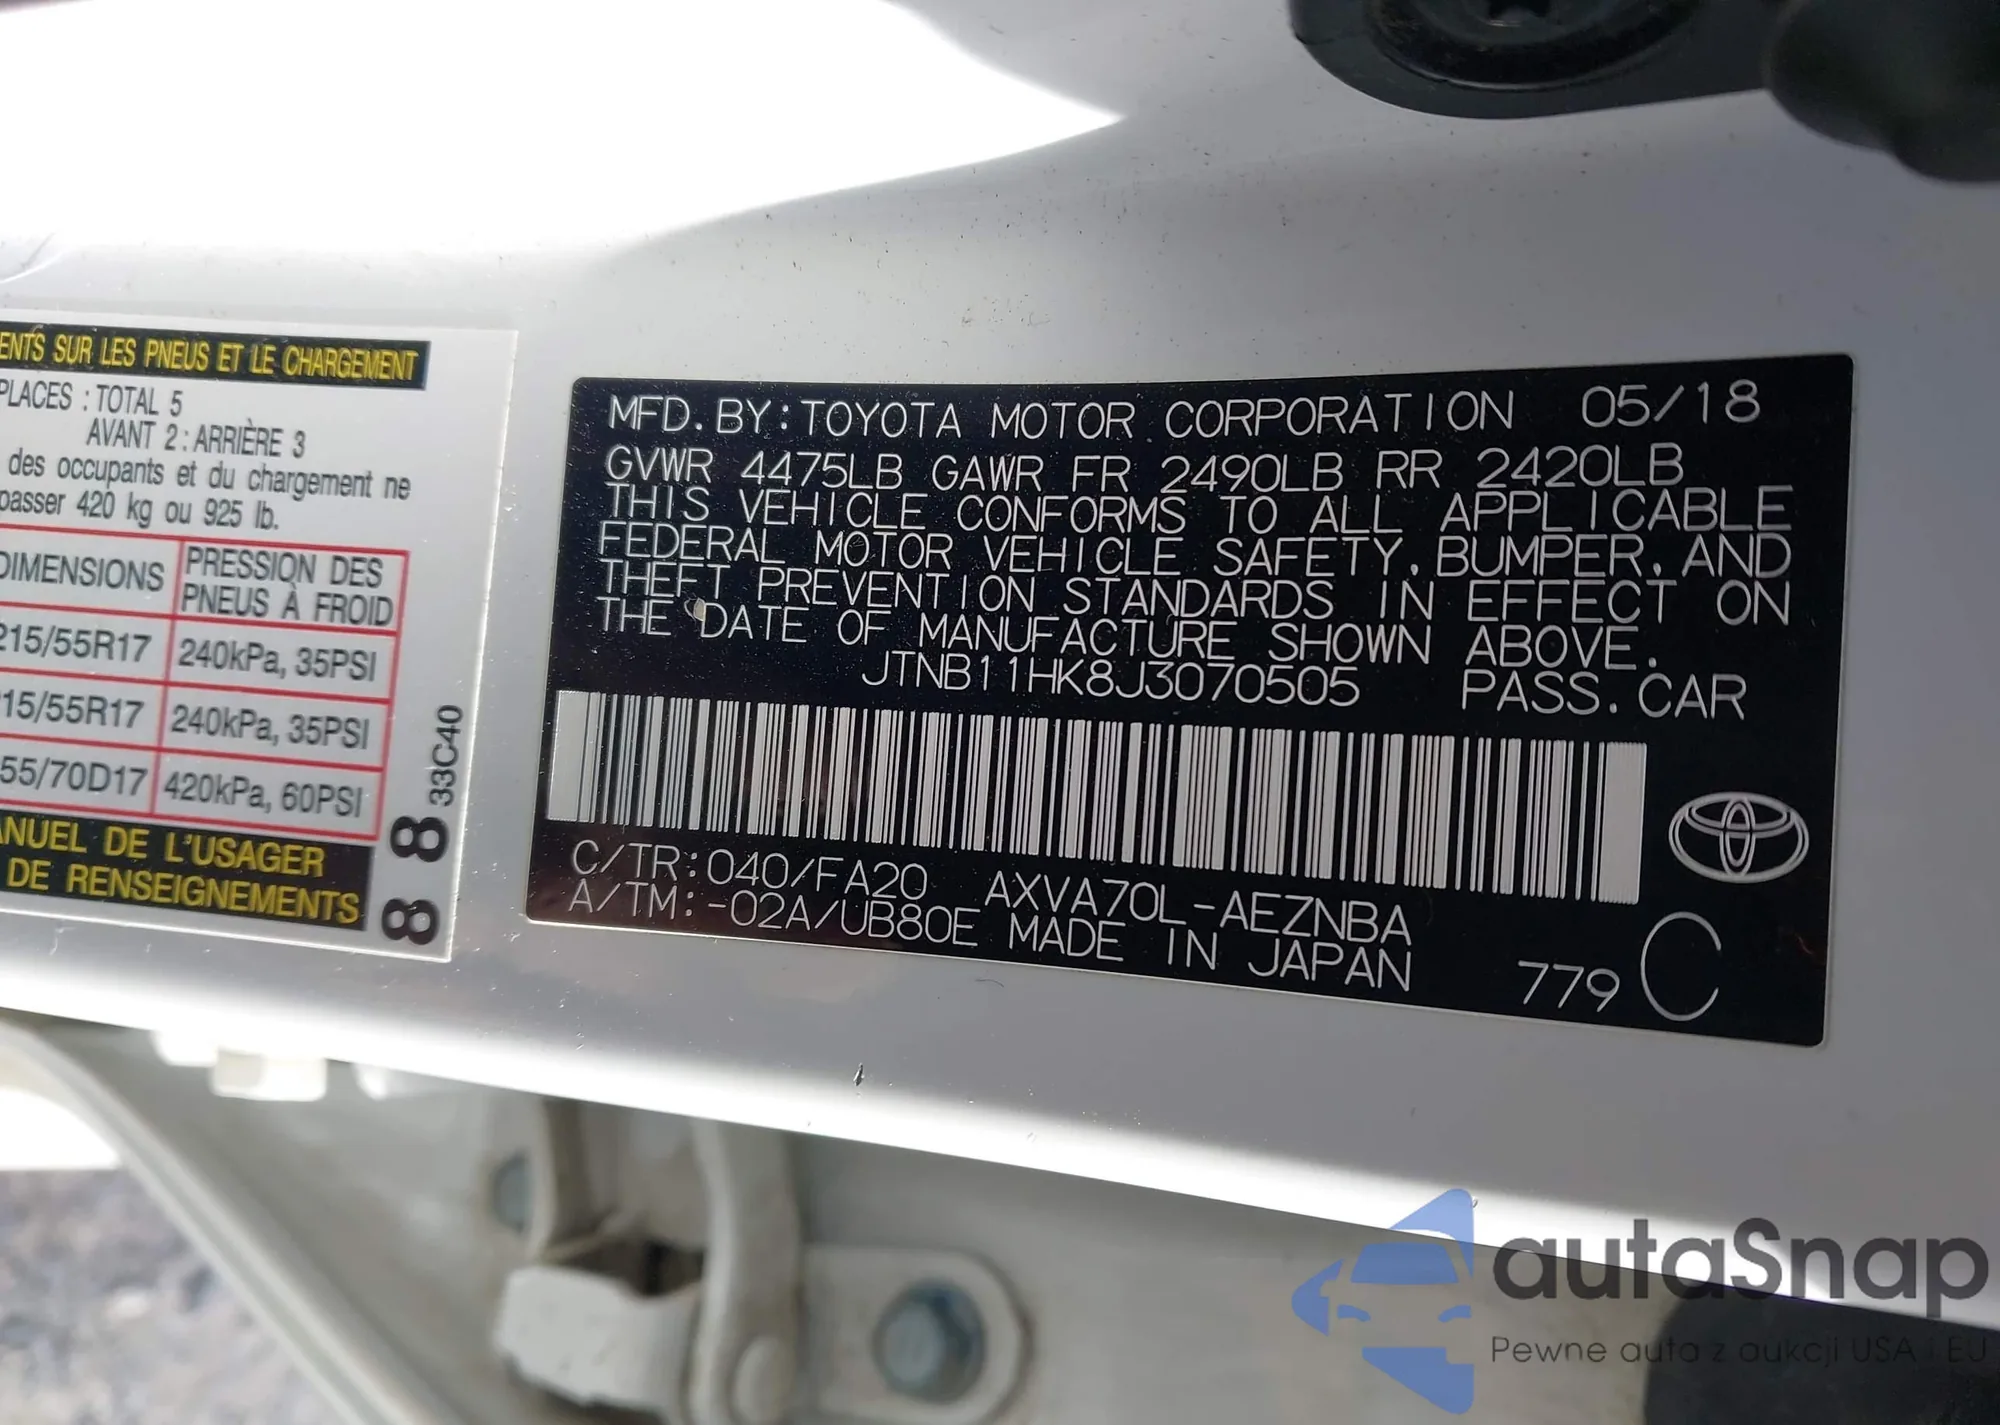 ENTS SUR LES PNEUS ET LE CHARGEMENT
PLACES : TOTAL 5
AVANT 2 : ARRIÈRE 3
des occupants et du chargement ne
passer 420 kg ou 925 lb.
DIMENSIONS PRESSION DES PNEUS À FROID
215/55R17 240kPa, 35PSI
15/55R17 240kPa, 35PSI
55/70D17 420kPa, 60PSI
ANUEL DE L'USAGER
DE RENSEIGNEMENTS
88 33C40
MFD. BY: TOYOTA MOTOR CORPORATION 05/18
GVWR 4475LB GAWR FR 2490LB RR 2420LB
THIS VEHICLE CONFORMS TO ALL APPLICABLE
FEDERAL MOTOR VEHICLE SAFETY, BUMPER, AND
THEFT PREVENTION STANDARDS IN EFFECT ON
THE DATE OF MANUFACTURE SHOWN ABOVE.
JTNB11HK8J3070505 PASS. CAR
C/TR: 040/FA20 AXVA70L-AEZNBA
A/TM: -02A/UB80E MADE IN JAPAN
779 C
autaSnap
Pewne auta z aukcji USA i EU